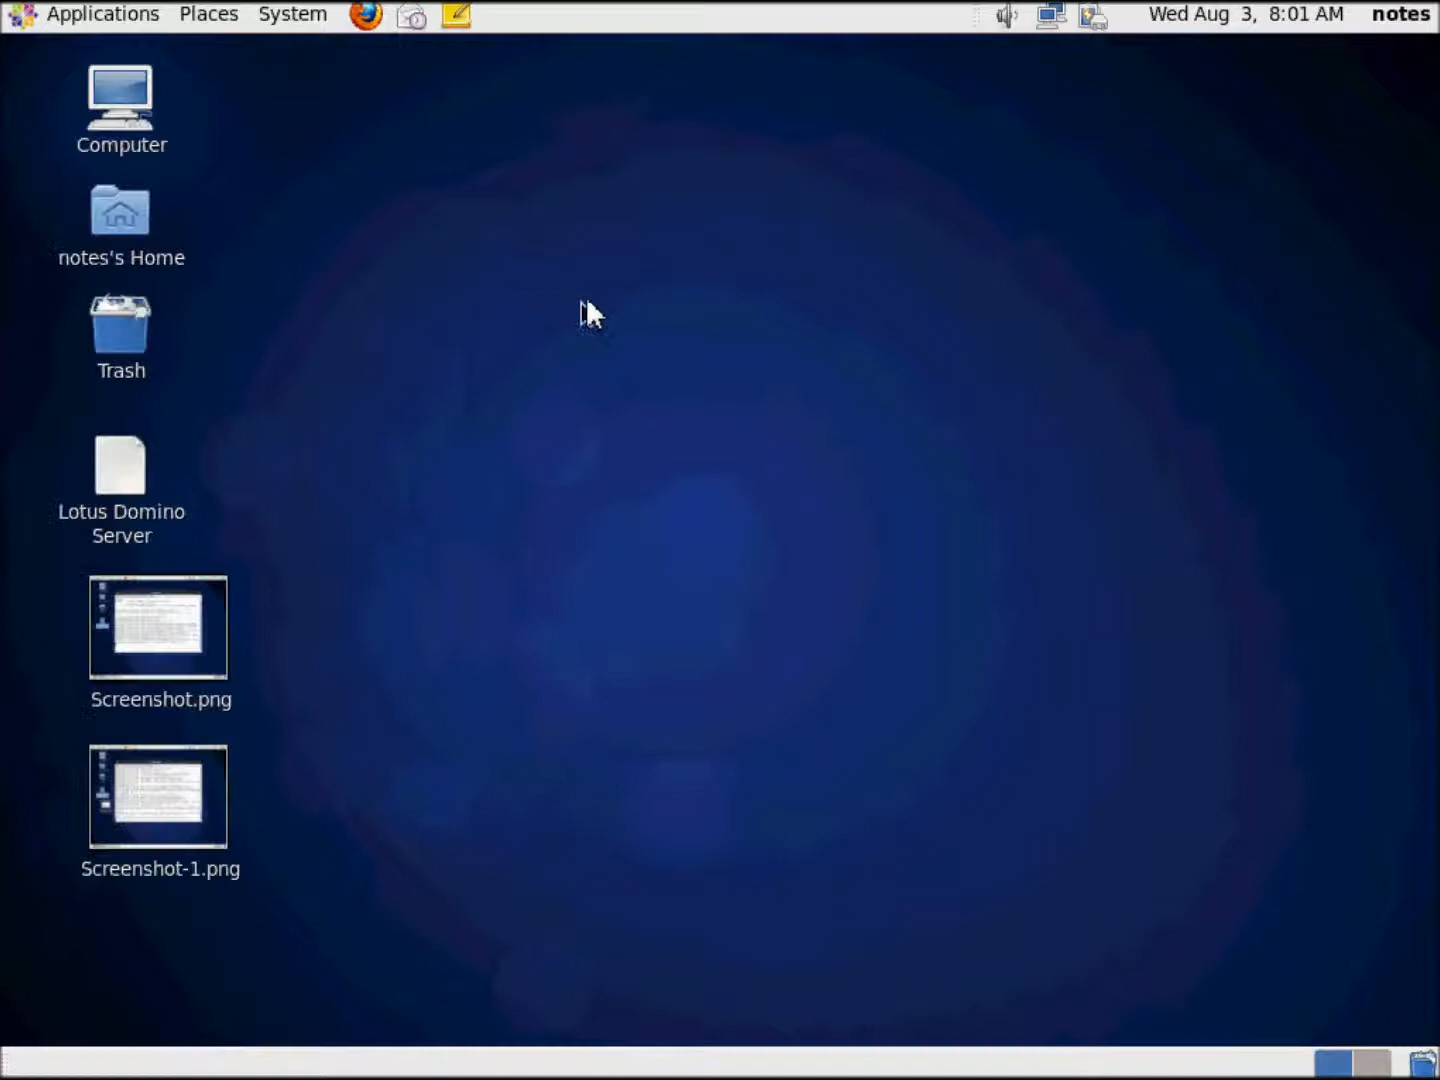 Applications Places System Wed Aug 3, 8:01 AM notes
Computer
notes's Home
Trash
Lotus Domino
Server
Screenshot.png
Screenshot-1.png